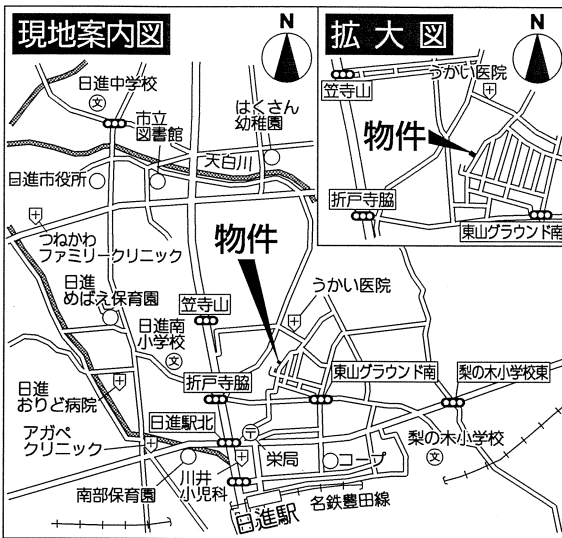 現地案内図
N
日進中学校
市立
図書館
はくさん
幼稚園
天白川
日進市役所
つねかわ
ファミリークリニック
物件
日進
めばえ保育園
笠寺山
うかい医院
日進南
小学校
折戸寺脇
東山グラウンド南
梨の木小学校東
日進
おりど病院
日進駅北
アガペ
クリニック
栄局
コープ
梨の木小学校
南部保育園
川井
小児科
名鉄豊田線
日進駅
拡大図
N
うかい医院
笠寺山
物件
折戸寺脇
東山グラウンド南